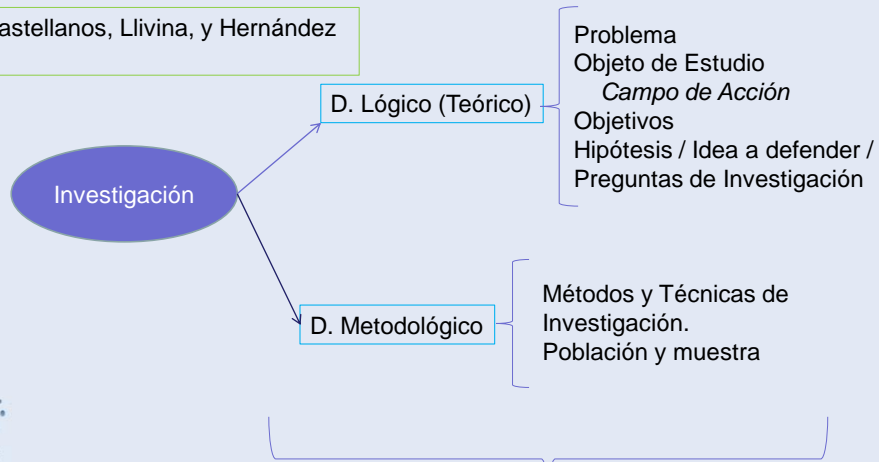 astellanos, Llivina, y Hernández
Problema
Objeto de Estudio
Campo de Acción
Objetivos
Hipótesis / Idea a defender /
Preguntas de Investigación
D. Lógico (Teórico)
Investigación
D. Metodológico
Métodos y Técnicas de
Investigación.
Población y muestra